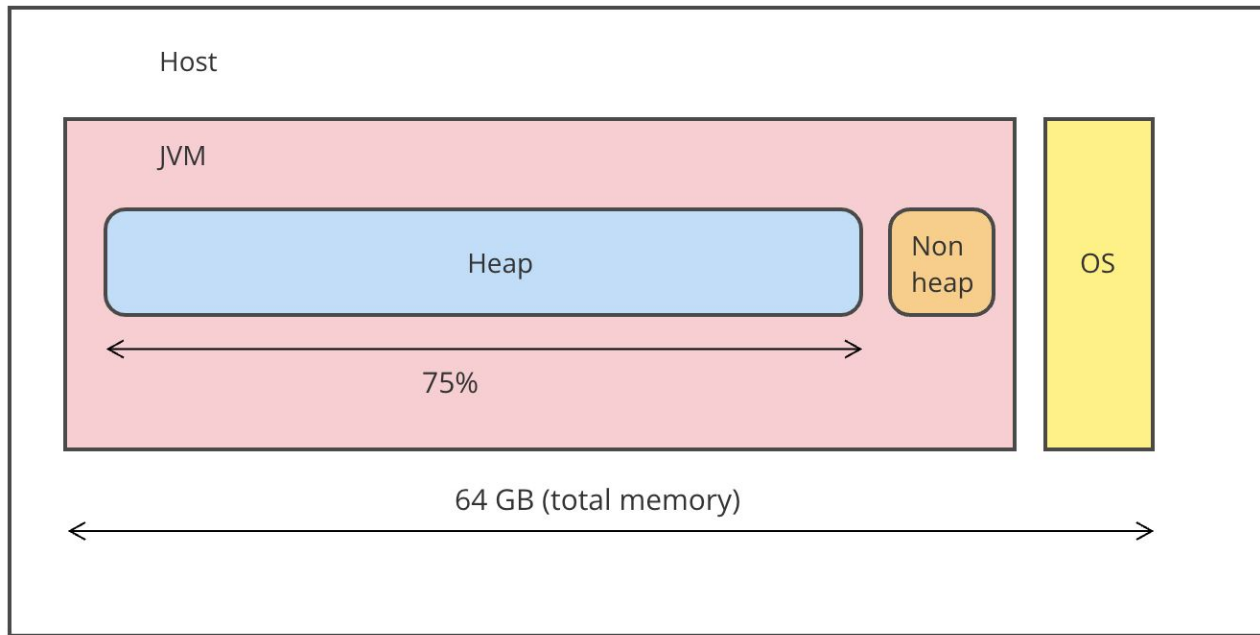 Host
JVM
Heap
Non
heap
OS
75%
64 GB (total memory)